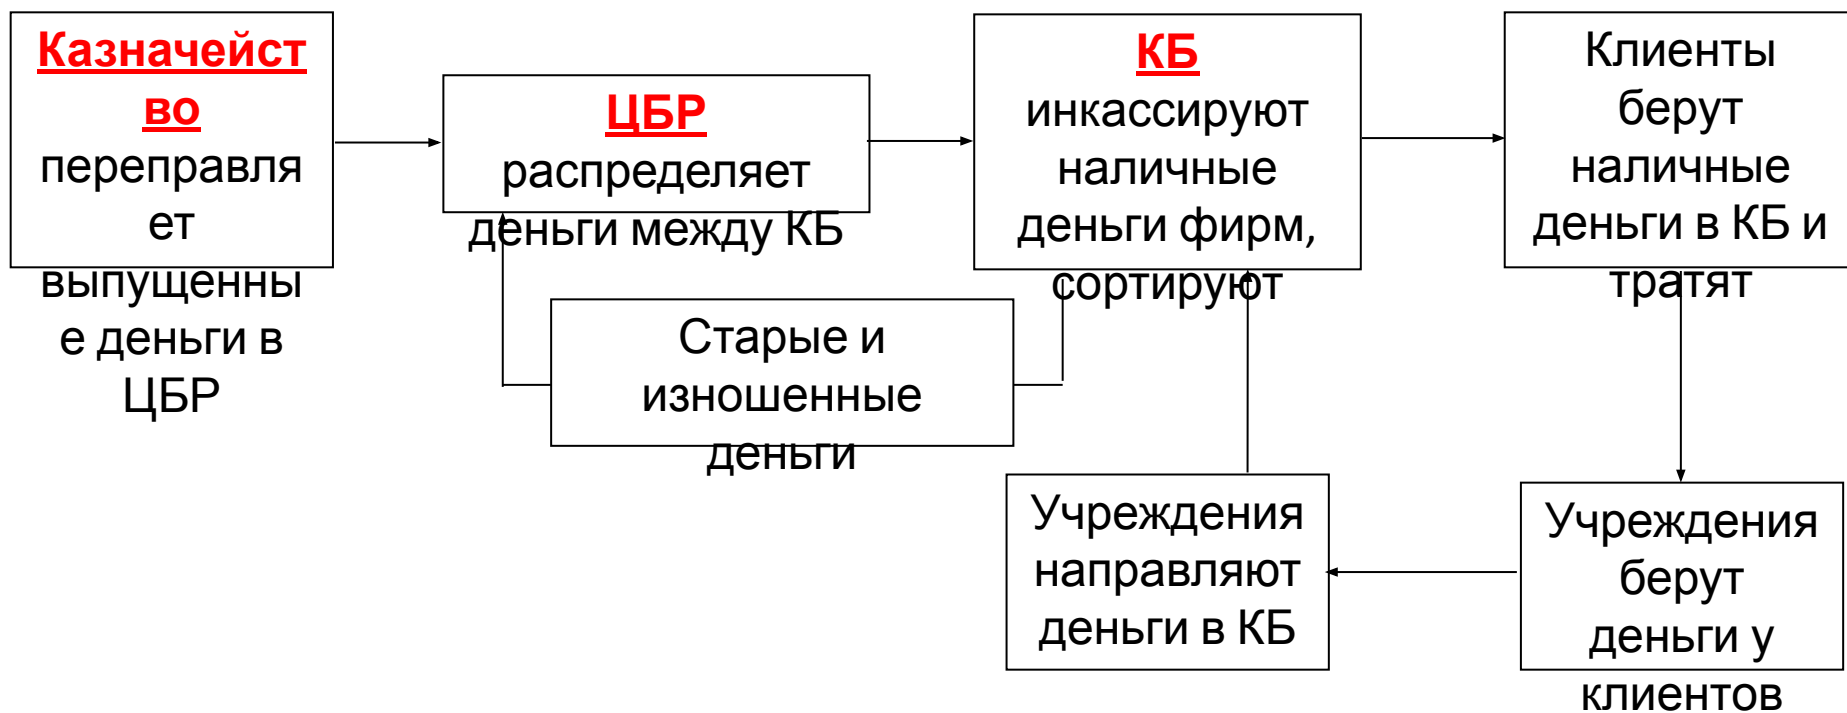 Казначейст
во
переправля
ет
выпущенны
е деньги в
ЦБР
ЦБР
распределяет
деньги между КБ
КБ
инкассируют
наличные
деньги фирм,
сортируют
Клиенты
берут
наличные
деньги в КБ и
тратят
Старые и
изношенные
деньги
Учреждения
направляют
деньги в КБ
Учреждения
берут
деньги у
клиентов